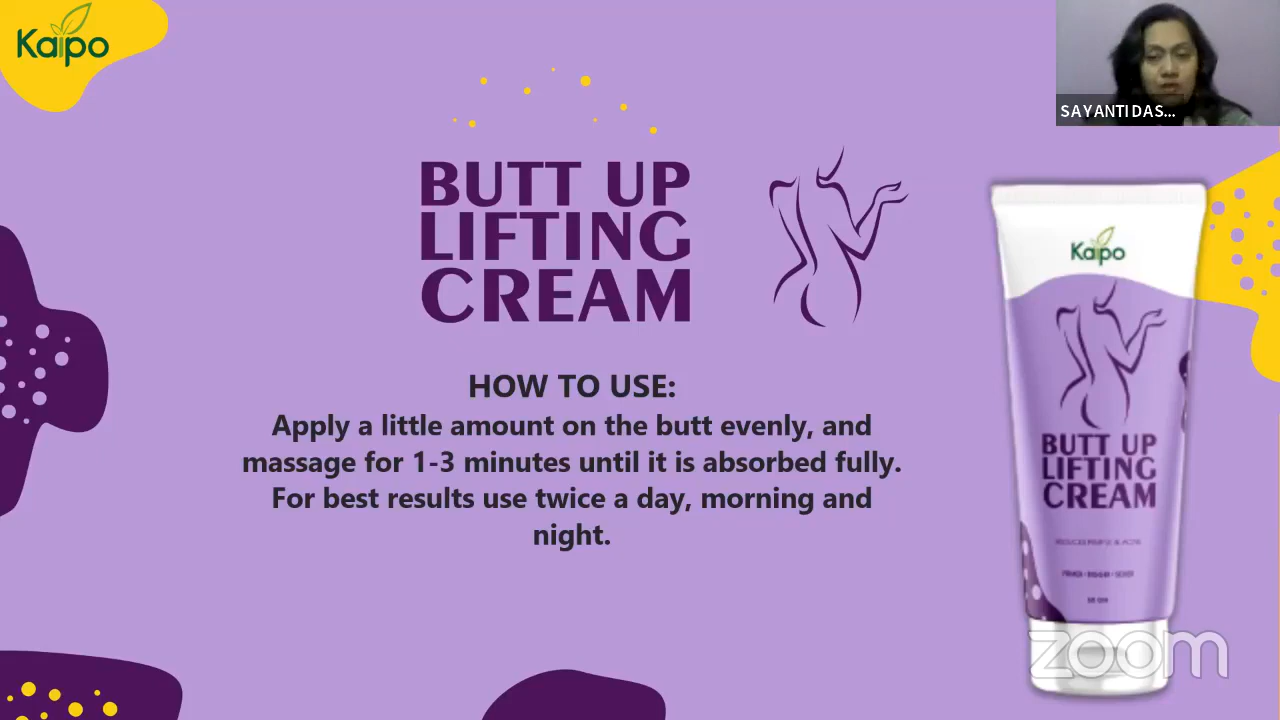 Kaipo
SAYANTI DAS...
BUTT UP
LIFTING
CREAM
HOW TO USE:
Apply a little amount on the butt evenly, and
massage for 1-3 minutes until it is absorbed fully.
For best results use twice a day, morning and
night.
Kaipo
BUTT UP
LIFTING
CREAM
zoom